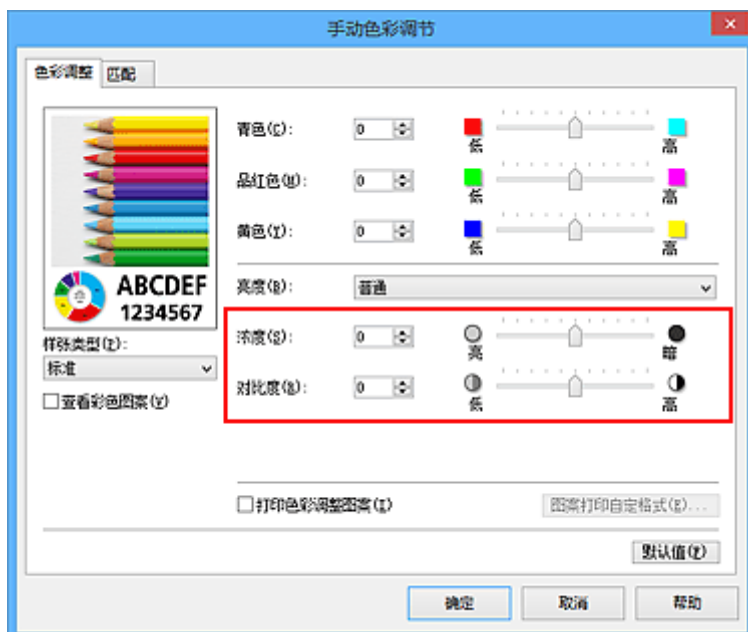 手动色彩调节
色彩调整 匹配
青色(C): 0 低 高
品红色(M): 0 低 高
黄色(Y): 0 低 高
亮度(B): 普通
浓度(S): 0 亮 暗
对比度(N): 0 低 高
ABCDEF
1234567
样张类型(Z):
标准
查看彩色图案(V)
打印色彩调整图案(I) 图案打印自定格式(E)...
默认值(F)
确定 取消 帮助